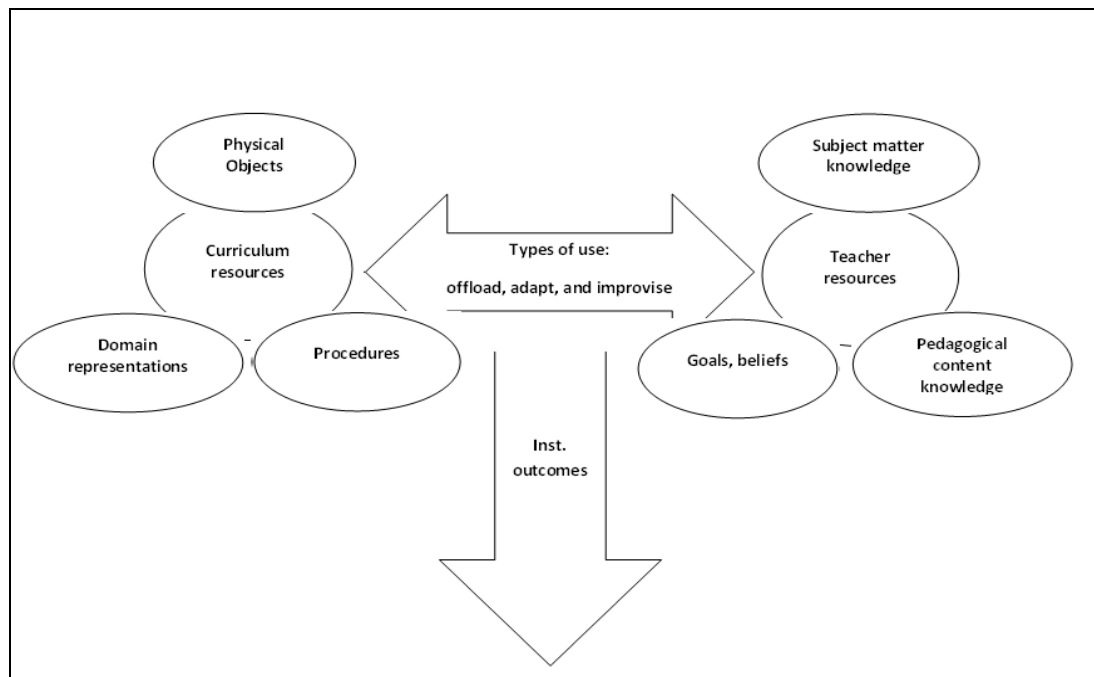 Physical
Objects
Curriculum
resources
Domain
representations
Procedures
Types of use:
offload, adapt, and improvise
Subject matter
knowledge
Teacher
resources
Goals, beliefs
Pedagogical
content
knowledge
Inst.
outcomes